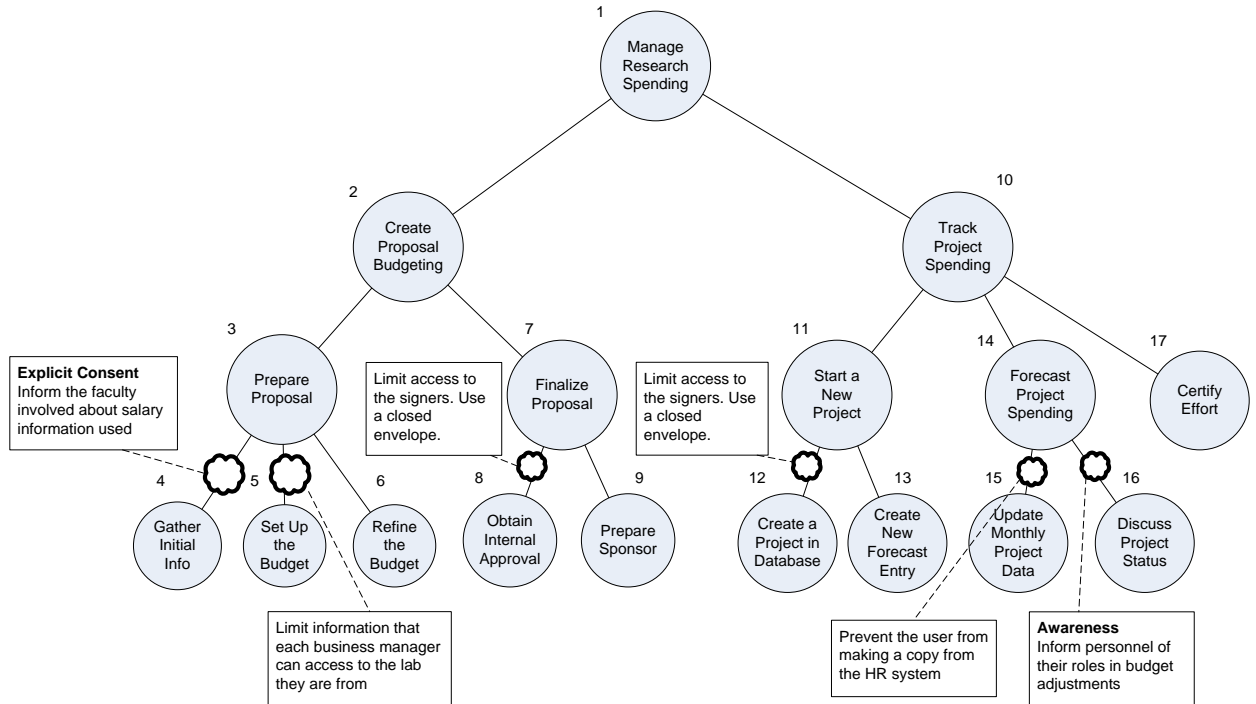 1
Manage
Research
Spending
2
Create
Proposal
Budgeting
10
Track
Project
Spending
3
Prepare
Proposal
7
Finalize
Proposal
11
Start a
New
Project
14
Forecast
Project
Spending
17
Certify
Effort
Explicit Consent
Inform the faculty
involved about salary
information used
Limit access to
the signers. Use
a closed
envelope.
Limit access to
the signers. Use
a closed
envelope.
4
Gather
Initial
Info
5
Set Up
the
Budget
6
Refine
the
Budget
8
Obtain
Internal
Approval
9
Prepare
Sponsor
12
Create a
Project in
Database
13
Create
New
Forecast
Entry
15
Update
Monthly
Project
Data
16
Discuss
Project
Status
Limit information that
each business manager
can access to the lab
they are from
Prevent the user from
making a copy from
the HR system
Awareness
Inform personnel of
their roles in budget
adjustments